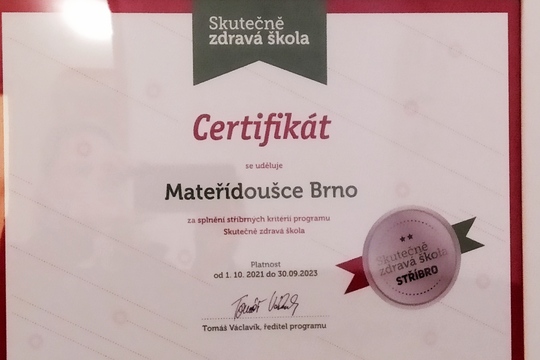 Skutečně
zdravá škola
Certifikát
se uděluje
Mateřídoušce Brno
za splnění stříbrných kriterií programu
Skutečně zdravá škola
Platnost
od 1. 10. 2021 do 30.09.2023
Tomáš Václavík, ředitel programu
Skutečně
zdravá škola
STŘÍBRO